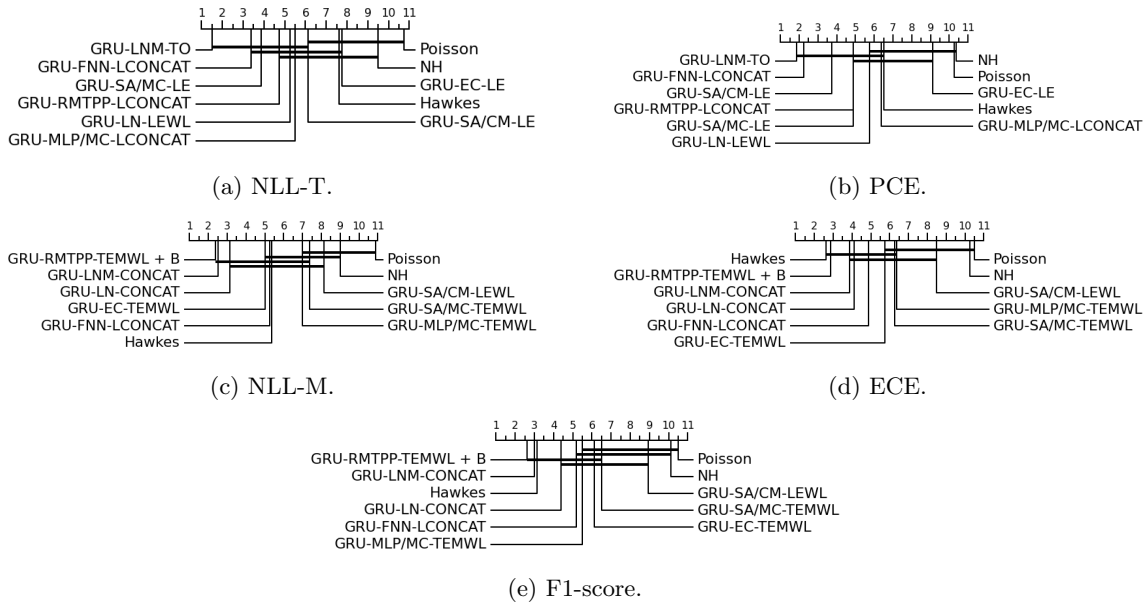 1 2 3 4 5 6 7 8 9 10 11
GRU-LNM-TO
GRU-FNN-LCONCAT
GRU-SA/MC-LE
GRU-RMTPP-LCONCAT
GRU-LN-LEWL
GRU-MLP/MC-LCONCAT
Poisson
NH
GRU-EC-LE
Hawkes
GRU-SA/CM-LE
(a) NLL-T.
1 2 3 4 5 6 7 8 9 10 11
GRU-LNM-TO
GRU-FNN-LCONCAT
GRU-SA/CM-LE
GRU-RMTPP-LCONCAT
GRU-SA/MC-LE
GRU-LN-LEWL
NH
Poisson
GRU-EC-LE
Hawkes
GRU-MLP/MC-LCONCAT
(b) PCE.
1 2 3 4 5 6 7 8 9 10 11
GRU-RMTPP-TEMWL + B
GRU-LNM-CONCAT
GRU-LN-CONCAT
GRU-EC-TEMWL
GRU-FNN-LCONCAT
Hawkes
Poisson
NH
GRU-SA/CM-LEWL
GRU-SA/MC-TEMWL
GRU-MLP/MC-TEMWL
(c) NLL-M.
1 2 3 4 5 6 7 8 9 10 11
Hawkes
GRU-RMTPP-TEMWL + B
GRU-LNM-CONCAT
GRU-LN-CONCAT
GRU-FNN-LCONCAT
GRU-EC-TEMWL
Poisson
NH
GRU-SA/CM-LEWL
GRU-MLP/MC-TEMWL
GRU-SA/MC-TEMWL
(d) ECE.
1 2 3 4 5 6 7 8 9 10 11
GRU-RMTPP-TEMWL + B
GRU-LNM-CONCAT
Hawkes
GRU-LN-CONCAT
GRU-FNN-LCONCAT
GRU-MLP/MC-TEMWL
Poisson
NH
GRU-SA/CM-LEWL
GRU-SA/MC-TEMWL
GRU-EC-TEMWL
(e) F1-score.